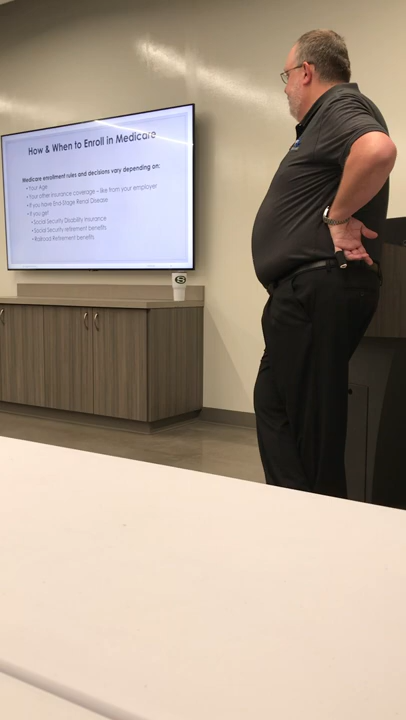 How & When to Enroll in Medicare
Medicare enrollment rules and decisions vary depending on:
• Your Age
• Your other insurance coverage – like from your employer
• If you have End-Stage Renal Disease
• If you get:
• Social Security Disability Insurance
• Social Security retirement benefits
• Railroad Retirement benefits